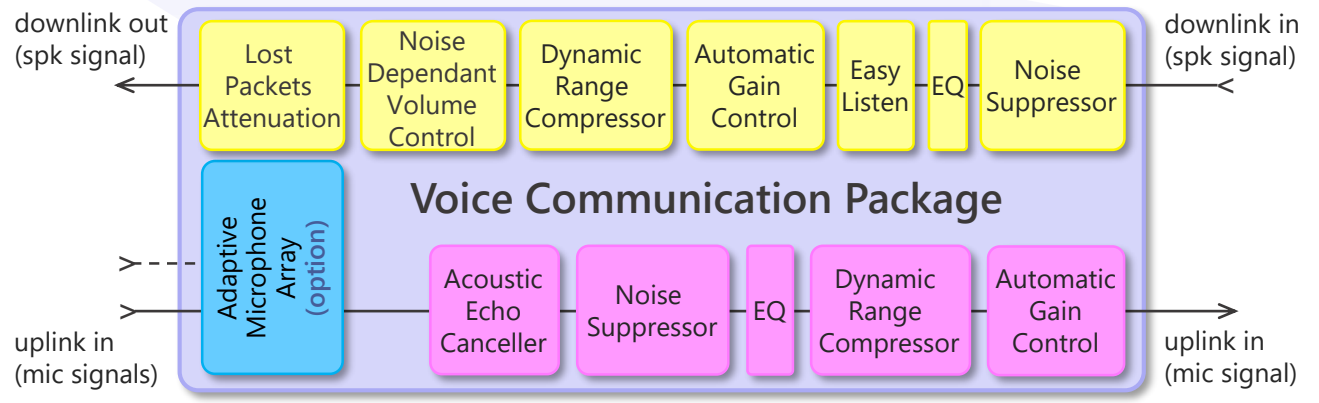 downlink out
(spk signal)
Lost
Packets
Attenuation
Noise
Dependant
Volume
Control
Dynamic
Range
Compressor
Automatic
Gain
Control
Easy
Listen
EQ
Noise
Suppressor
downlink in
(spk signal)
Voice Communication Package
Adaptive
Microphone
Array
(option)
uplink in
(mic signals)
Acoustic
Echo
Canceller
Noise
Suppressor
EQ
Dynamic
Range
Compressor
Automatic
Gain
Control
uplink in
(mic signal)